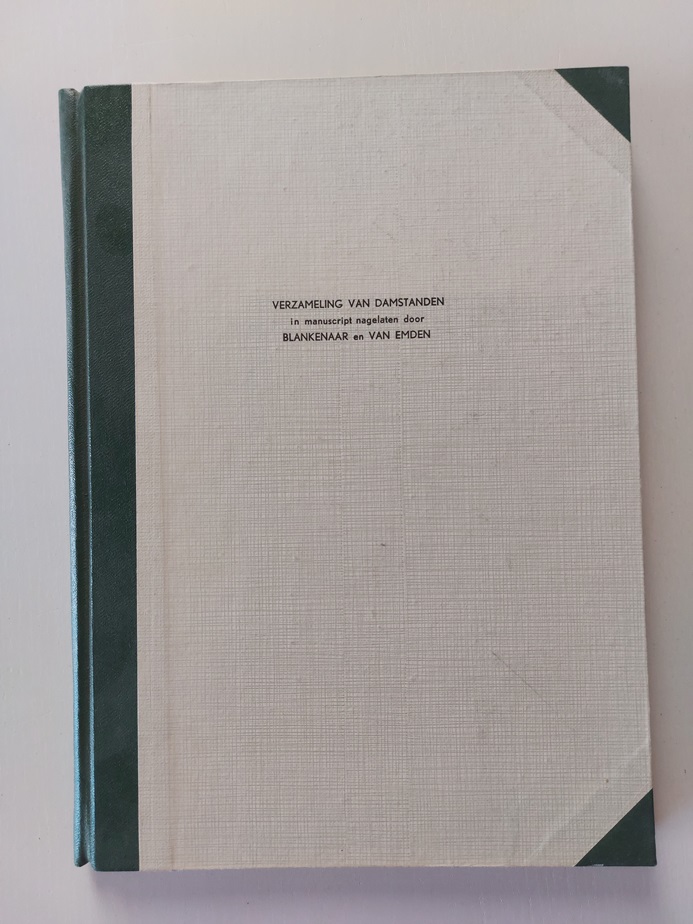 VERZAMELING VAN DAMSTANDEN
in manuscript nagelaten door
BLANKENAAR en VAN EMDEN